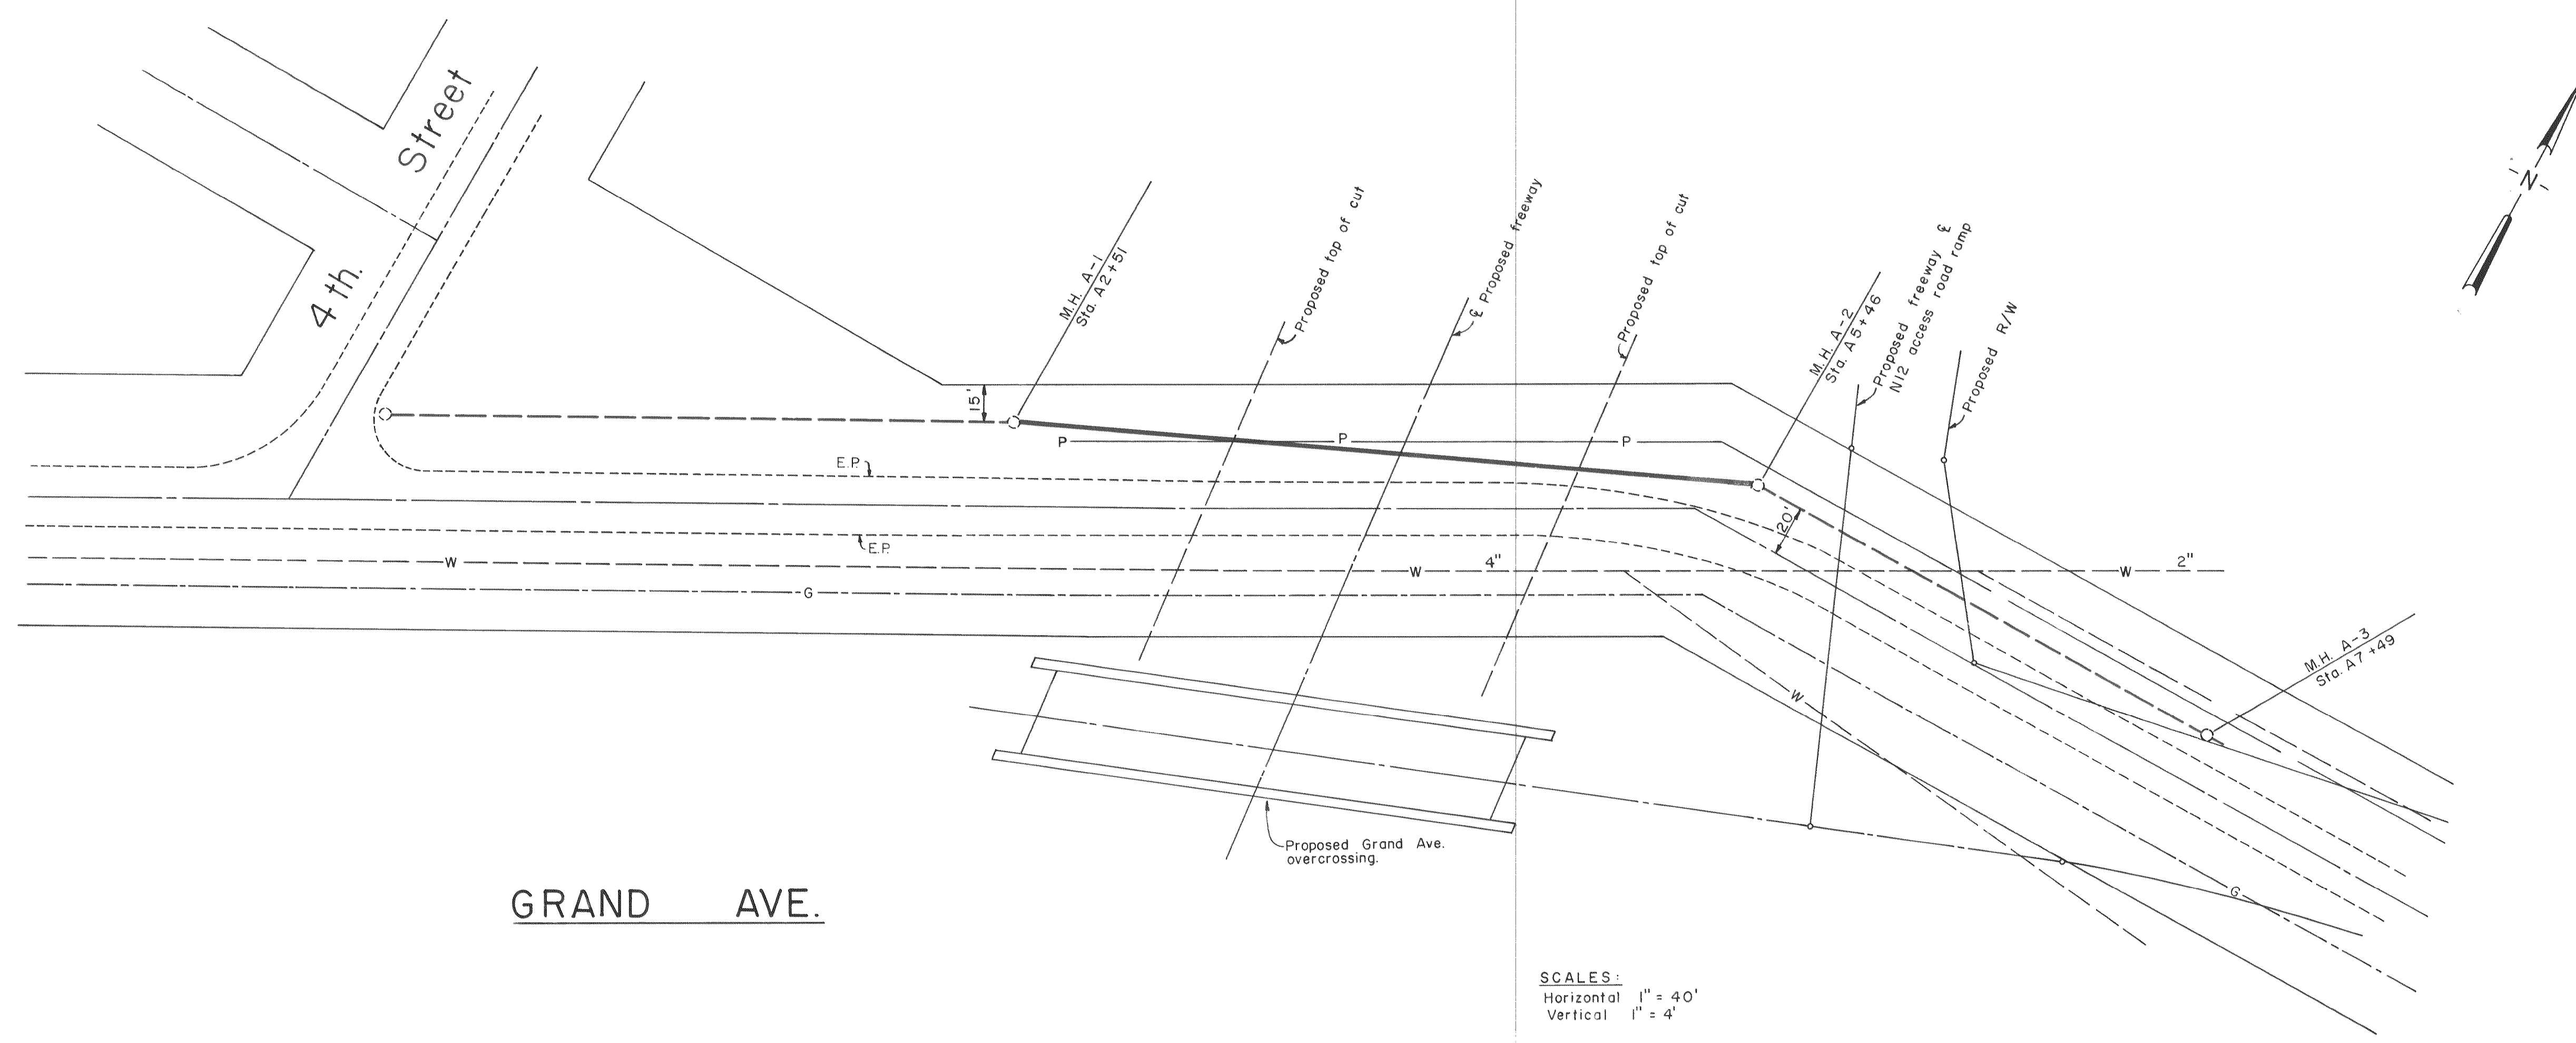 4th. Street
M.H. A-1
Sta. A2+51
Proposed top of cut
℄ Proposed freeway
Proposed top of cut
M.H. A-2
Sta. A5+46
Proposed freeway ℄
N12 access road ramp
Proposed R/W
N
15'
P
P
P
E.P.
E.P.
20'
W
W
4"
W
2"
G
W
M.H. A-3
Sta. A7+49
G
Proposed Grand Ave.
overcrossing.
GRAND AVE.
SCALES:
Horizontal 1" = 40'
Vertical 1" = 4'